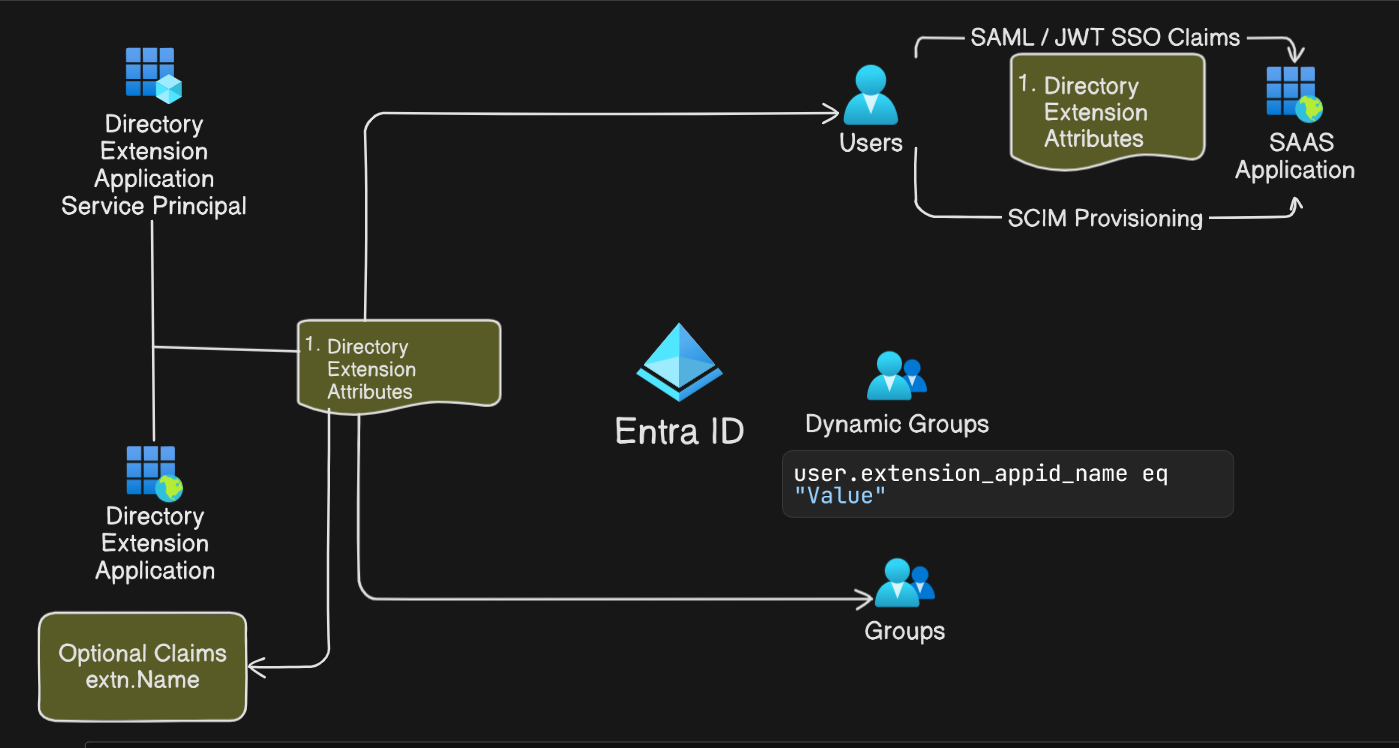 Directory
Extension
Application
Service Principal
SAML / JWT SSO Claims
1. Directory
Extension
Attributes
Users
SAAS
Application
SCIM Provisioning
1. Directory
Extension
Attributes
Entra ID
Dynamic Groups
user.extension_appid_name eq
"Value"
Directory
Extension
Application
Groups
Optional Claims
extn.Name